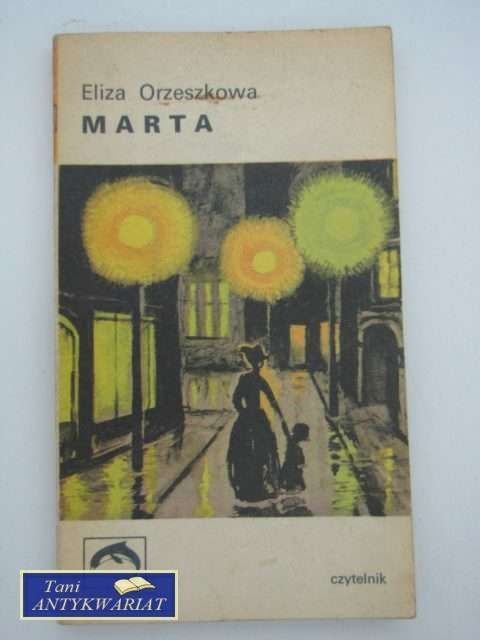 Eliza Orzeszkowa
MARTA
czytelnik
Tani
ANTYKWARIAT